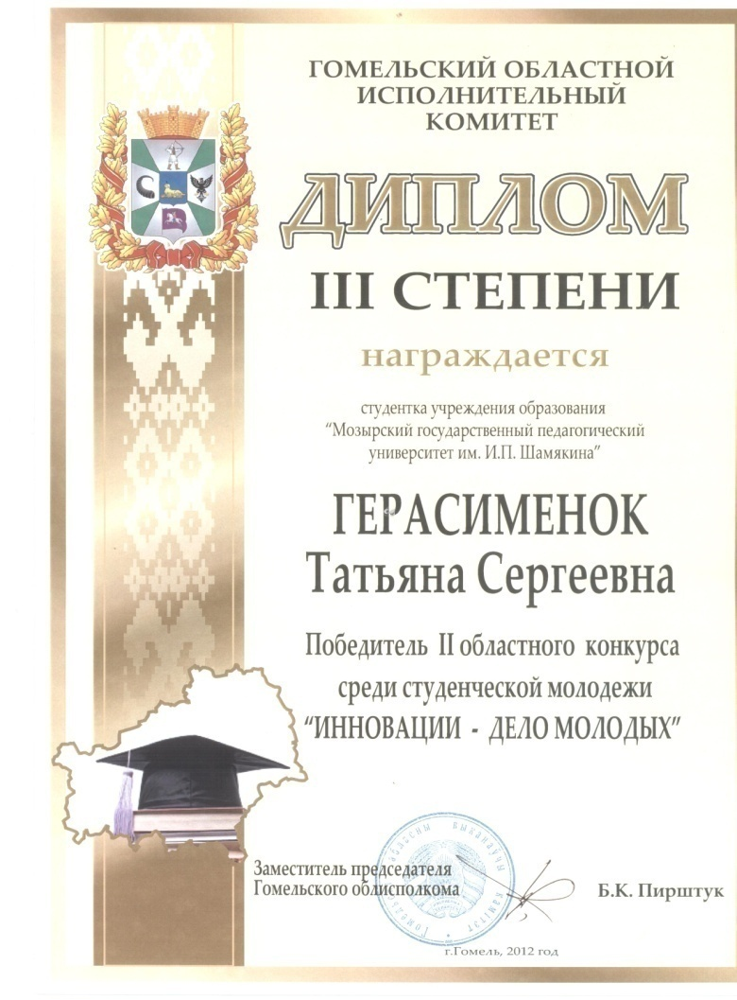 ГОМЕЛЬСКИЙ ОБЛАСТНОЙ
ИСПОЛНИТЕЛЬНЫЙ
КОМИТЕТ
ДИПЛОМ
III СТЕПЕНИ
награждается
студентка учреждения образования
“Мозырский государственный педагогический
университет им. И.П. Шамякина”
ГЕРАСИМЕНОК
Татьяна Сергеевна
Победитель II областного конкурса
среди студенческой молодежи
“ИННОВАЦИИ - ДЕЛО МОЛОДЫХ”
Заместитель председателя
Гомельского облисполкома
Б.К. Пирштук
выканаўчы камітэт
г.Гомель, 2012 год